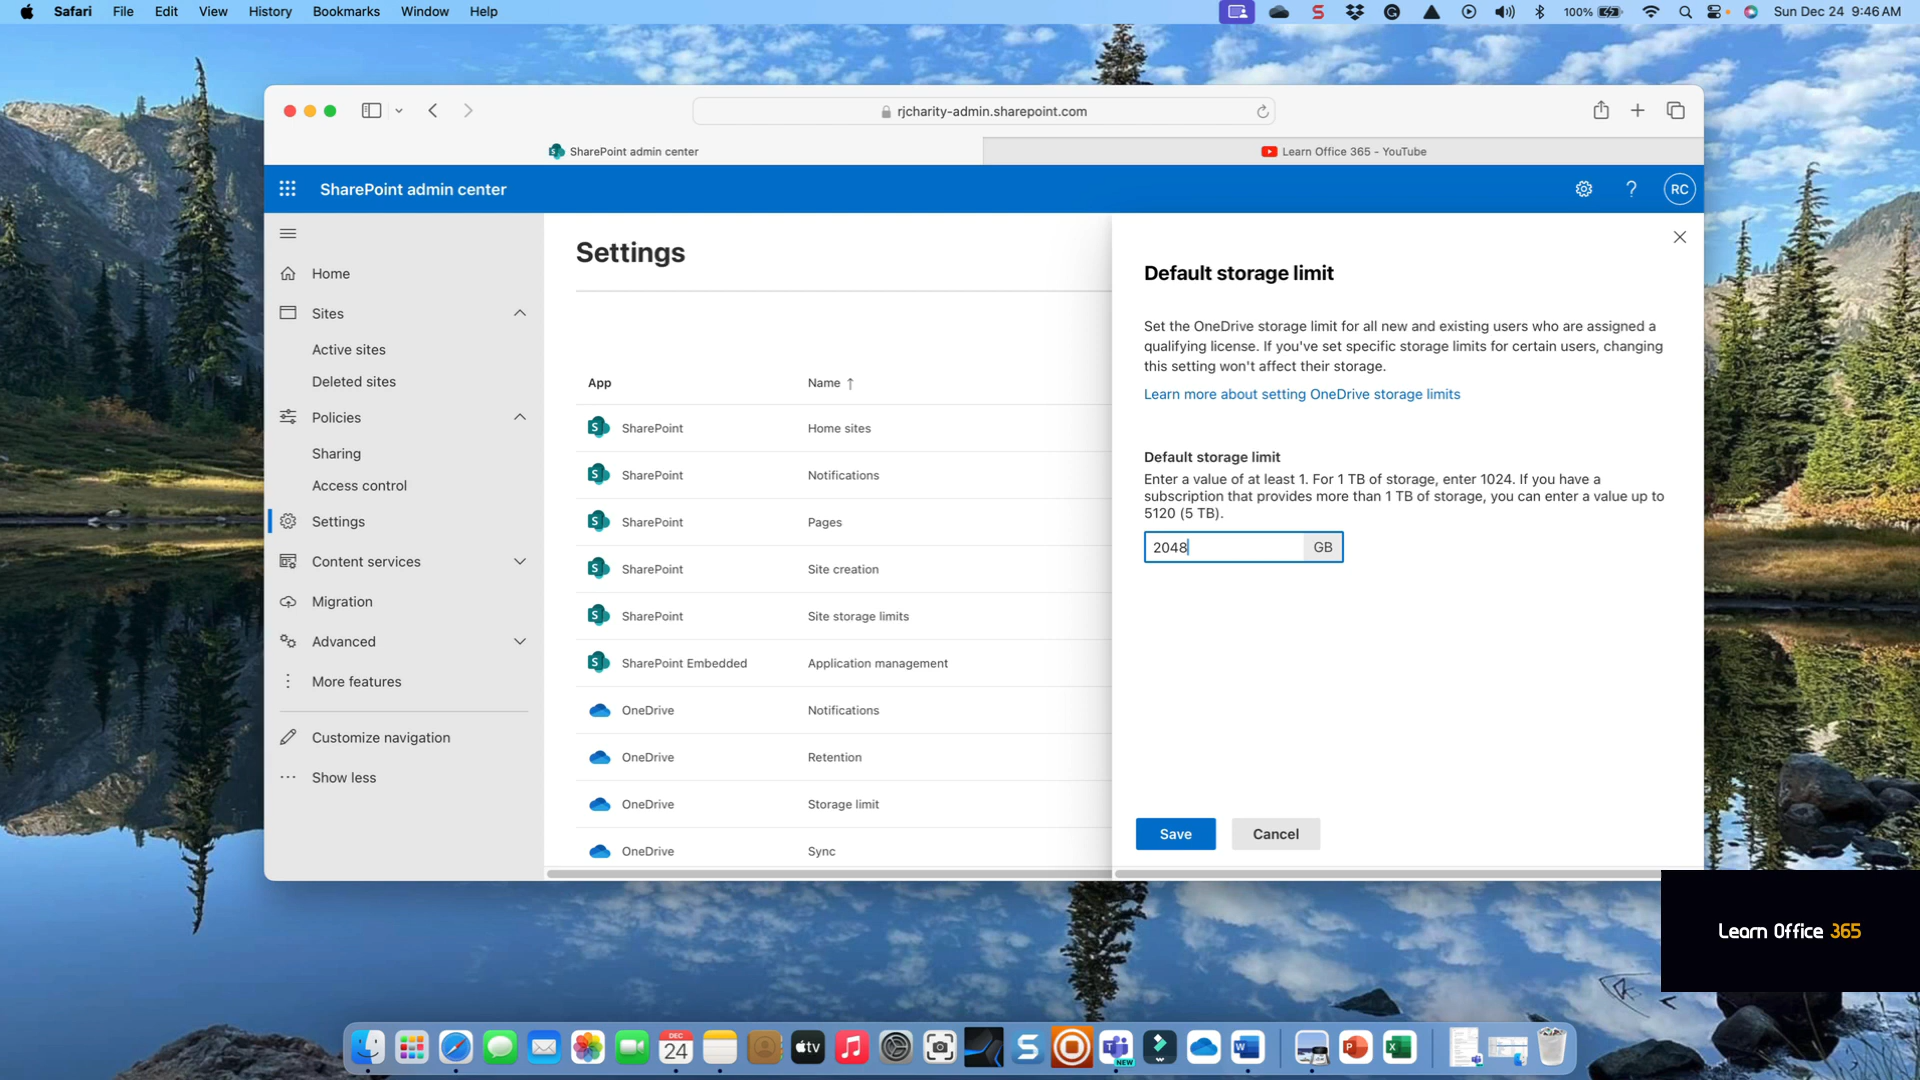 Safari File Edit View History Bookmarks Window Help
100%
Sun Dec 24 9:46 AM
rjcharity-admin.sharepoint.com
SharePoint admin center
Learn Office 365 - YouTube
SharePoint admin center
?
RC
Home
Sites
Active sites
Deleted sites
Policies
Sharing
Access control
Settings
Content services
Migration
Advanced
More features
Customize navigation
Show less
Settings
App Name ↑
SharePoint Home sites
SharePoint Notifications
SharePoint Pages
SharePoint Site creation
SharePoint Site storage limits
SharePoint Embedded Application management
OneDrive Notifications
OneDrive Retention
OneDrive Storage limit
OneDrive Sync
Default storage limit
Set the OneDrive storage limit for all new and existing users who are assigned a
qualifying license. If you've set specific storage limits for certain users, changing
this setting won't affect their storage.
Learn more about setting OneDrive storage limits
Default storage limit
Enter a value of at least 1. For 1 TB of storage, enter 1024. If you have a
subscription that provides more than 1 TB of storage, you can enter a value up to
5120 (5 TB).
2048 GB
Save Cancel
Learn Office 365
DEC
24
tv
NEW